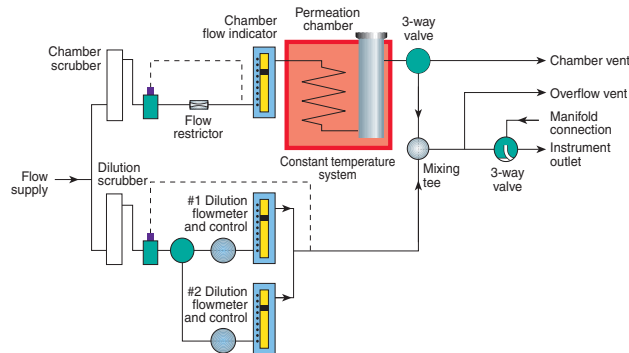 Chamber
flow indicator
Permeation
chamber
3-way
valve
Chamber
scrubber
Chamber vent
Overflow vent
Flow
restrictor
Manifold
connection
Instrument
outlet
Constant temperature
system
Mixing
tee
3-way
valve
Flow
supply
Dilution
scrubber
#1 Dilution
flowmeter
and control
#2 Dilution
flowmeter
and control